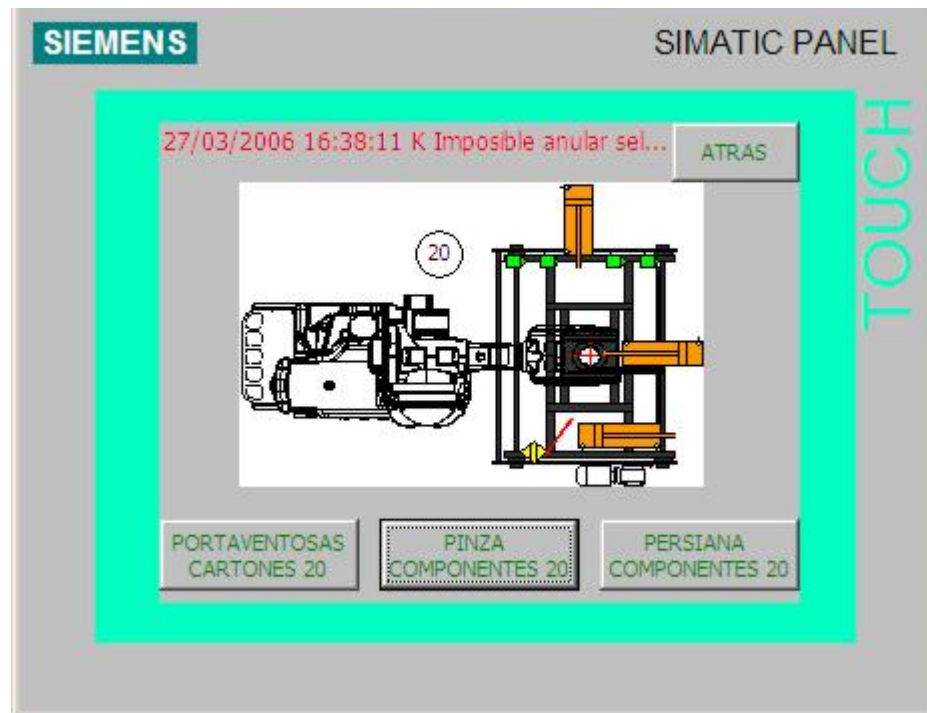 SIEMENS
SIMATIC PANEL
TOUCH
27/03/2006 16:38:11 K Imposible anular sel...
ATRAS
20
PORTAVENTOSAS
CARTONES 20
PINZA
COMPONENTES 20
PERSIANA
COMPONENTES 20